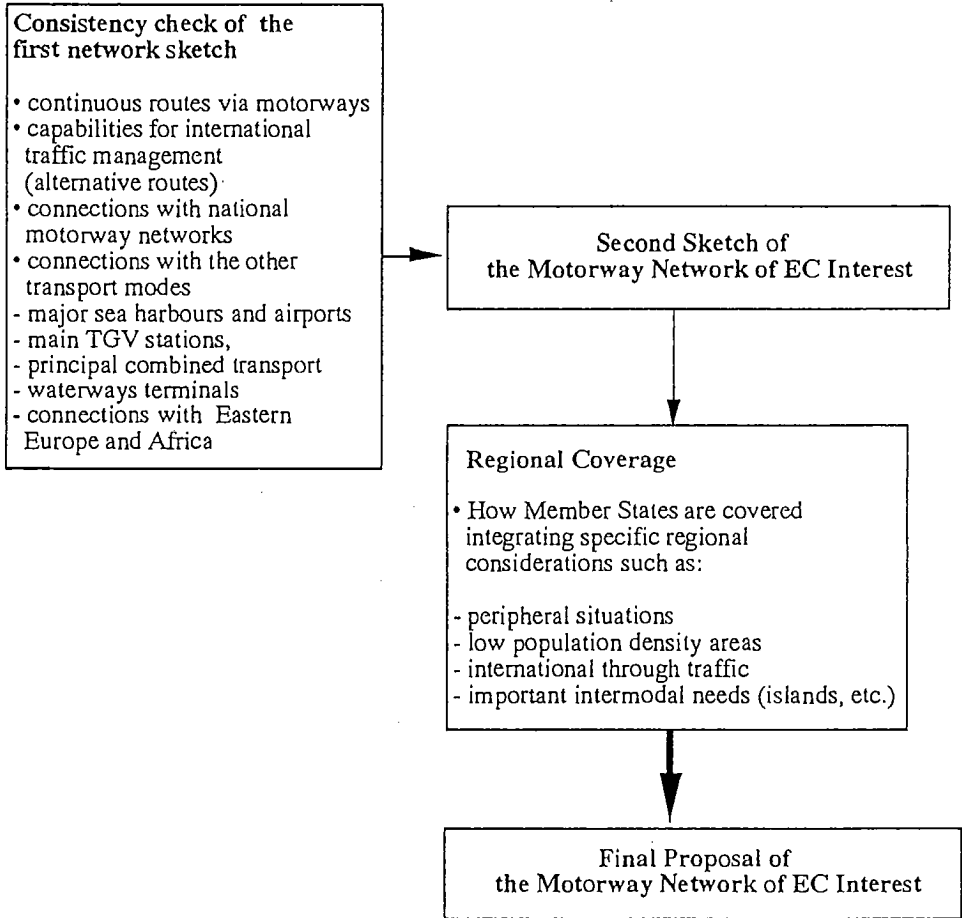 Consistency check of the
first network sketch
• continuous routes via motorways
• capabilities for international
traffic management
(alternative routes)
• connections with national
motorway networks
• connections with the other
transport modes
- major sea harbours and airports
- main TGV stations,
- principal combined transport
- waterways terminals
- connections with Eastern
Europe and Africa
Second Sketch of
the Motorway Network of EC Interest
Regional Coverage
• How Member States are covered
integrating specific regional
considerations such as:
- peripheral situations
- low population density areas
- international through traffic
- important intermodal needs (islands, etc.)
Final Proposal of
the Motorway Network of EC Interest